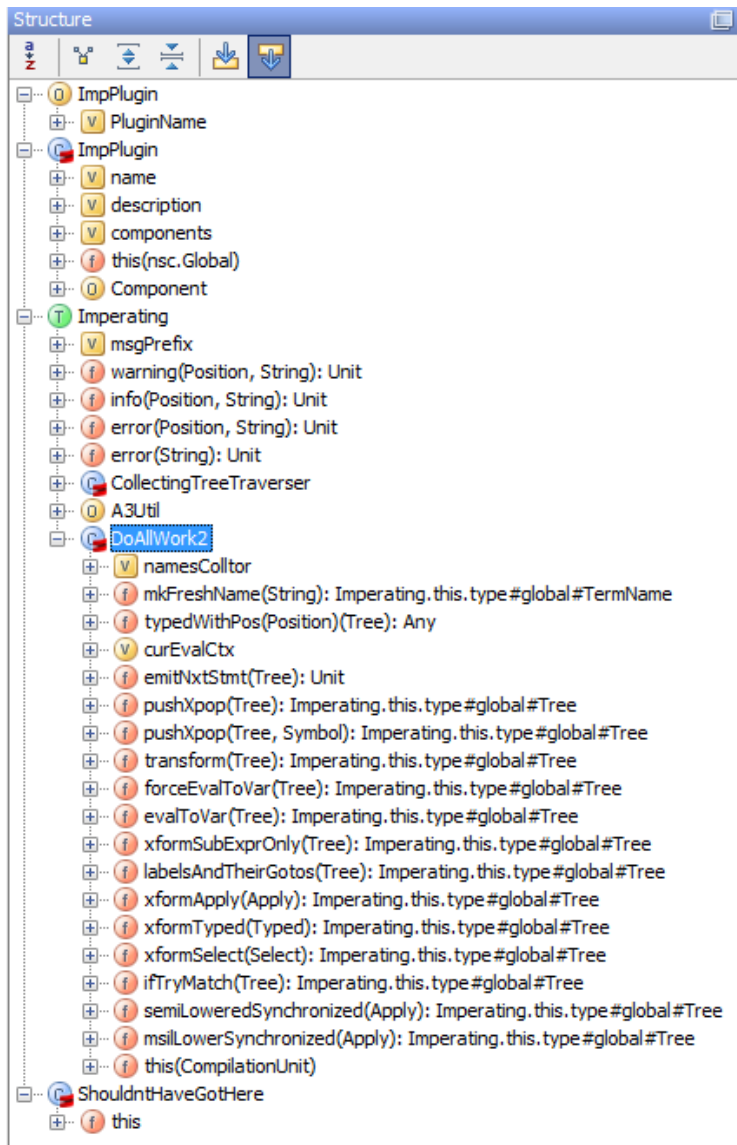 Structure
a
z
O ImpPlugin
V PluginName
C ImpPlugin
V name
V description
V components
f this(nsc.Global)
O Component
T Imperating
V msgPrefix
f warning(Position, String): Unit
f info(Position, String): Unit
f error(Position, String): Unit
f error(String): Unit
C CollectingTreeTraverser
O A3Util
C DoAllWork2
V namesColltor
f mkFreshName(String): Imperating.this.type#global#TermName
f typedWithPos(Position)(Tree): Any
V curEvalCtx
f emitNxtStmt(Tree): Unit
f pushXpop(Tree): Imperating.this.type#global#Tree
f pushXpop(Tree, Symbol): Imperating.this.type#global#Tree
f transform(Tree): Imperating.this.type#global#Tree
f forceEvalToVar(Tree): Imperating.this.type#global#Tree
f evalToVar(Tree): Imperating.this.type#global#Tree
f xformSubExprOnly(Tree): Imperating.this.type#global#Tree
f labelsAndTheirGotos(Tree): Imperating.this.type#global#Tree
f xformApply(Apply): Imperating.this.type#global#Tree
f xformTyped(Typed): Imperating.this.type#global#Tree
f xformSelect(Select): Imperating.this.type#global#Tree
f ifTryMatch(Tree): Imperating.this.type#global#Tree
f semiLoweredSynchronized(Apply): Imperating.this.type#global#Tree
f msilLowerSynchronized(Apply): Imperating.this.type#global#Tree
f this(CompilationUnit)
C ShouldntHaveGotHere
f this